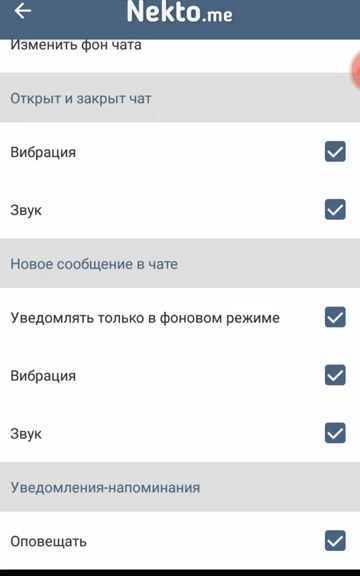 Nekto.me
Изменить фон чата
Открыт и закрыт чат
Вибрация
Звук
Новое сообщение в чате
Уведомлять только в фоновом режиме
Вибрация
Звук
Уведомления-напоминания
Оповещать